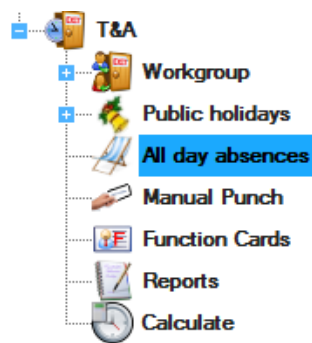 T&A
Workgroup
Public holidays
All day absences
Manual Punch
Function Cards
Reports
Calculate